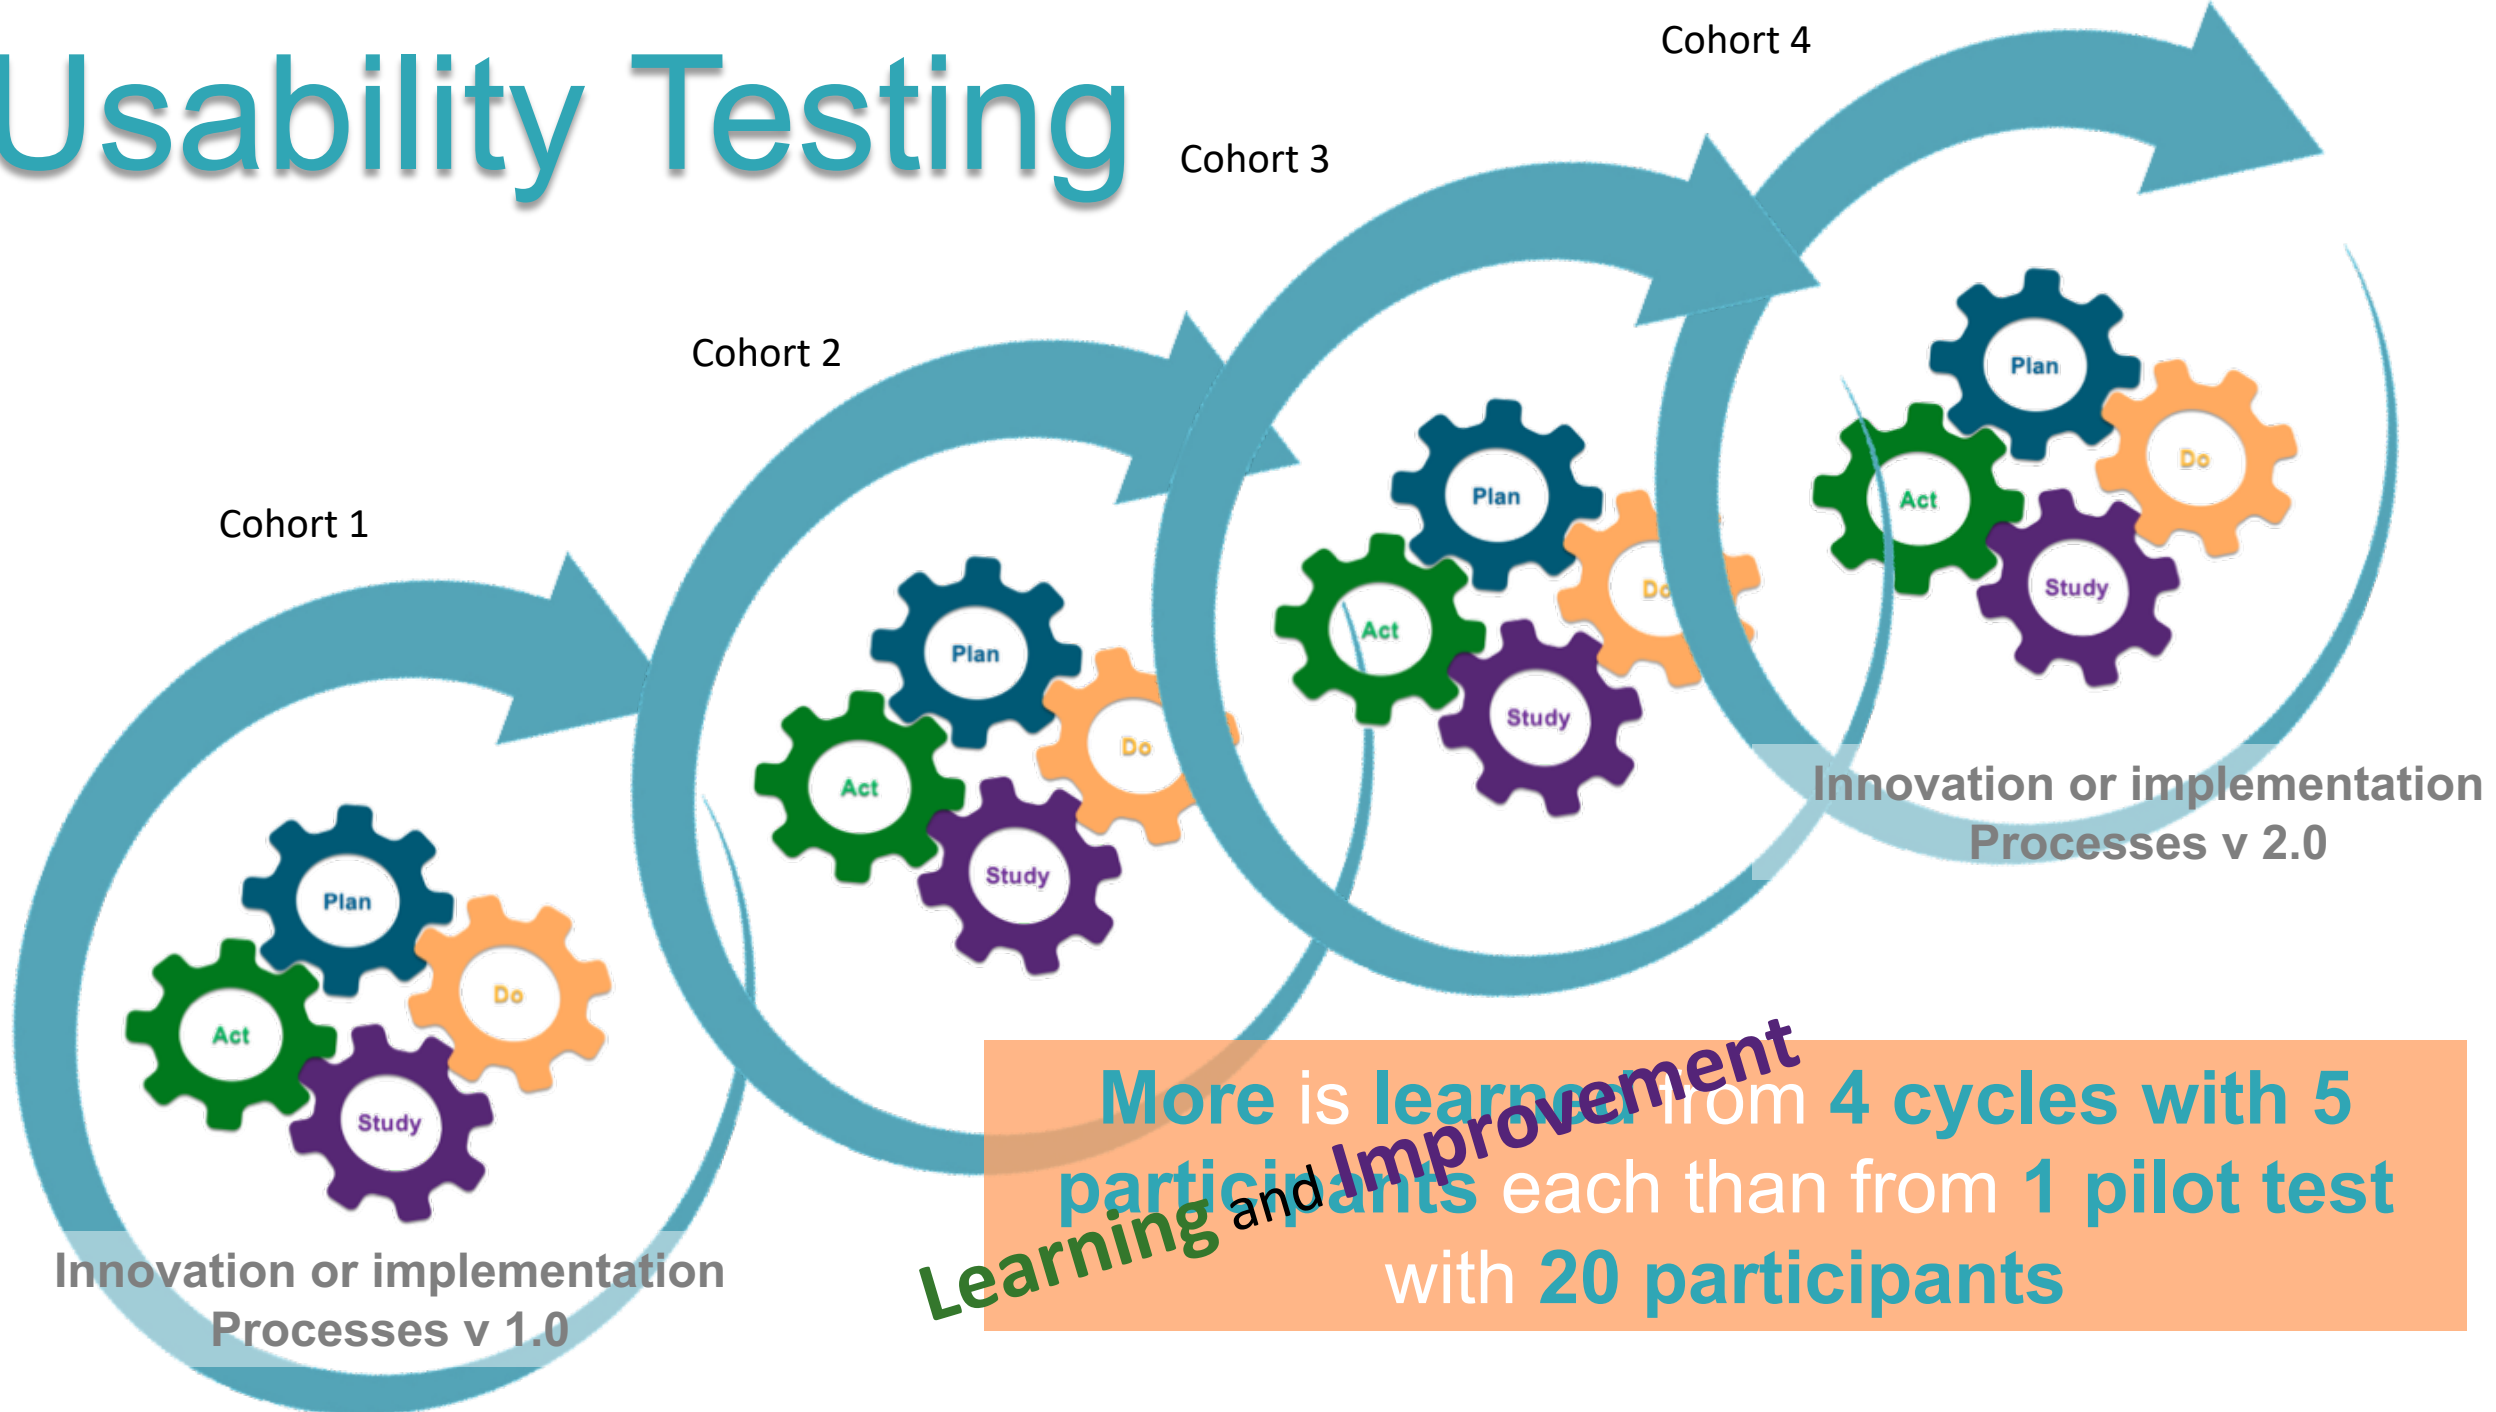 Usability Testing
Cohort 4
Cohort 3
Cohort 2
Cohort 1
Plan
Do
Act
Study
Plan
Do
Act
Study
Plan
Do
Act
Study
Plan
Do
Act
Study
Innovation or implementation
Processes v 2.0
Innovation or implementation
Processes v 1.0
More is learned from 4 cycles with 5
participants each than from 1 pilot test
with 20 participants
Learning and Improvement